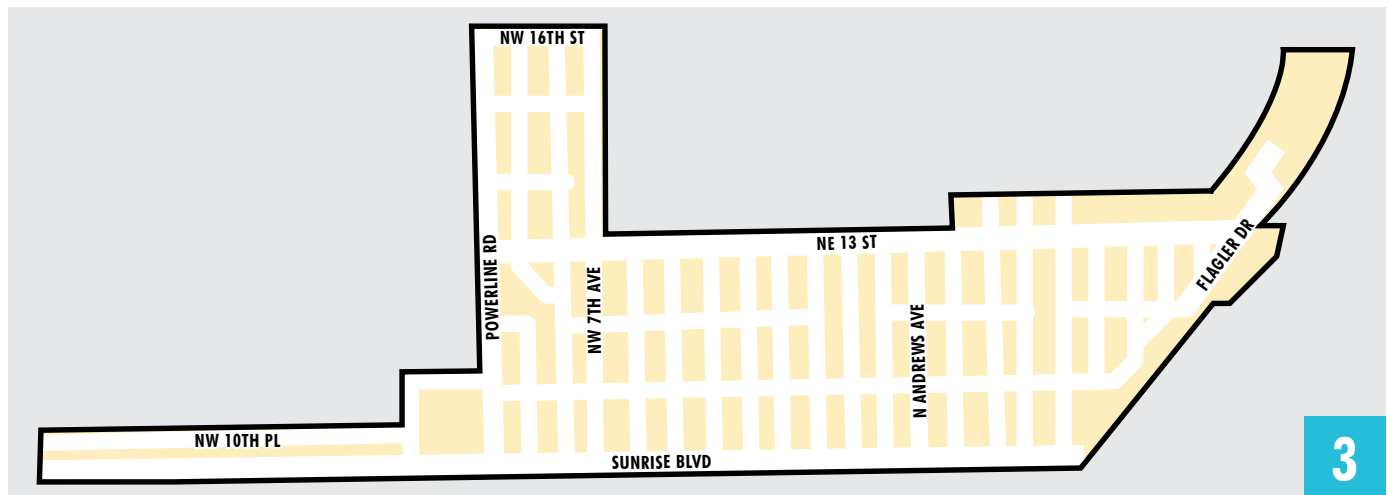 NW 16TH ST
NE 13 ST
FLAGLER DR
POWERLINE RD
NW 7TH AVE
N ANDREWS AVE
NW 10TH PL
SUNRISE BLVD
3